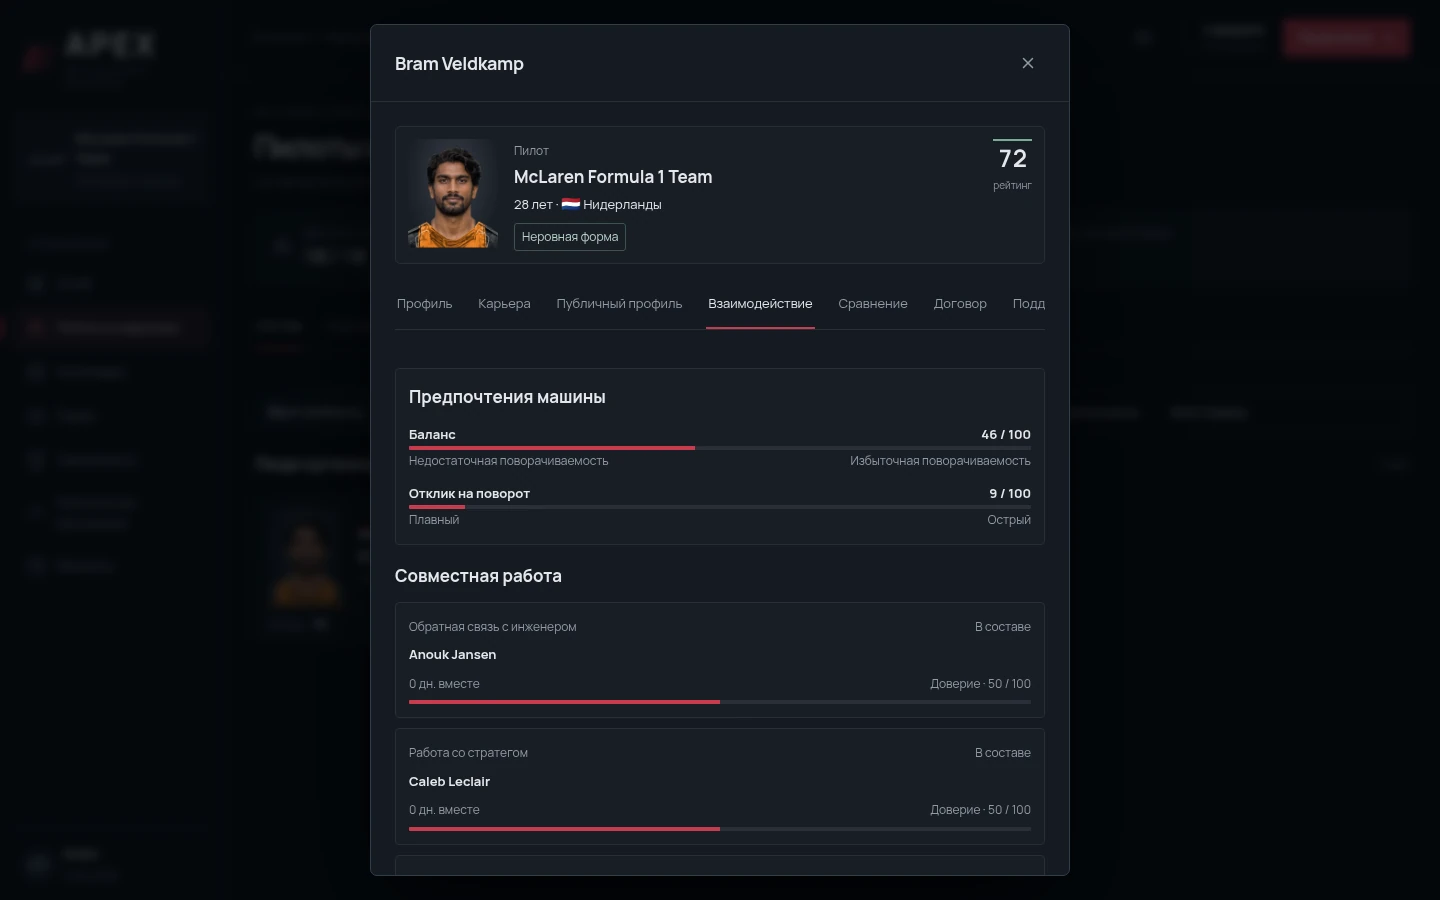 APEX
Bram Veldkamp
Пилот
McLaren Formula 1 Team
28 лет · Нидерланды
Неровная форма
72
рейтинг
Профиль
Карьера
Публичный профиль
Взаимодействие
Сравнение
Договор
Подд
Предпочтения машины
Баланс
46 / 100
Недостаточная поворачиваемость
Избыточная поворачиваемость
Отклик на поворот
9 / 100
Плавный
Острый
Совместная работа
Обратная связь с инженером
В составе
Anouk Jansen
0 дн. вместе
Доверие · 50 / 100
Работа со стратегом
В составе
Caleb Leclair
0 дн. вместе
Доверие · 50 / 100